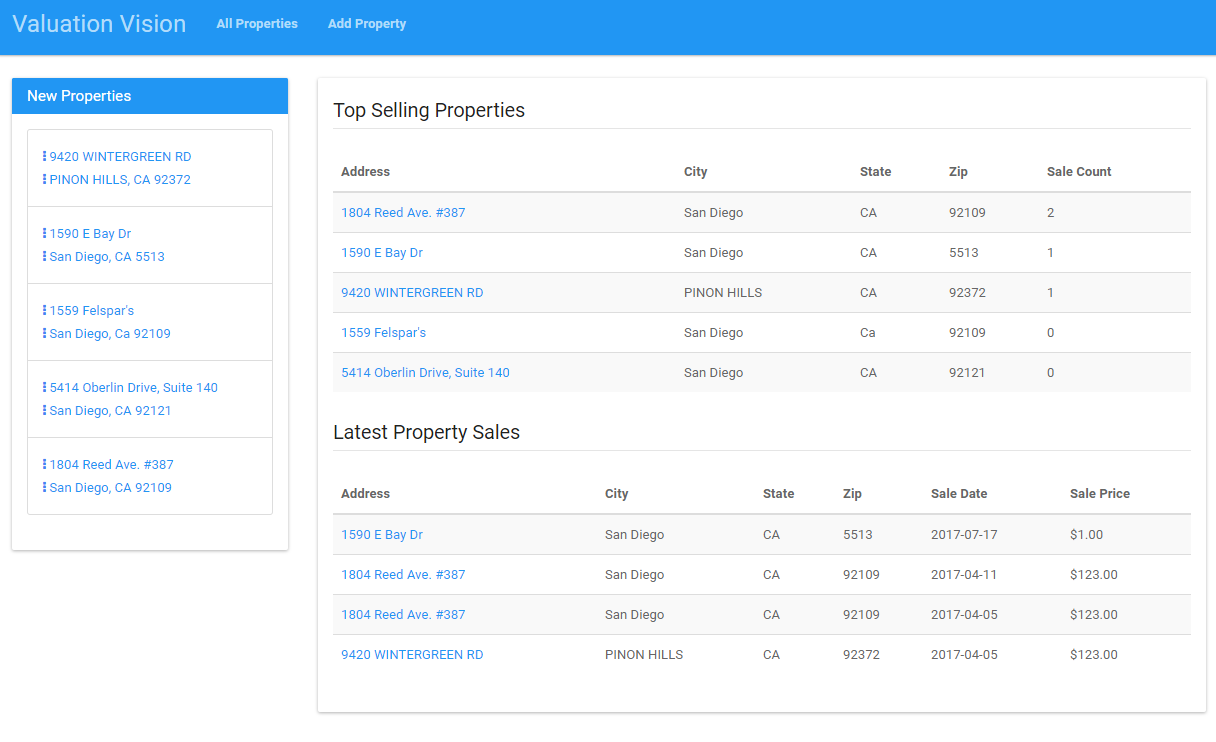 Valuation Vision All Properties Add Property
New Properties
9420 WINTERGREEN RD
PINON HILLS, CA 92372
1590 E Bay Dr
San Diego, CA 5513
1559 Felspar's
San Diego, Ca 92109
5414 Oberlin Drive, Suite 140
San Diego, CA 92121
1804 Reed Ave. #387
San Diego, CA 92109
Top Selling Properties
Address City State Zip Sale Count
1804 Reed Ave. #387 San Diego CA 92109 2
1590 E Bay Dr San Diego CA 5513 1
9420 WINTERGREEN RD PINON HILLS CA 92372 1
1559 Felspar's San Diego Ca 92109 0
5414 Oberlin Drive, Suite 140 San Diego CA 92121 0
Latest Property Sales
Address City State Zip Sale Date Sale Price
1590 E Bay Dr San Diego CA 5513 2017-07-17 $1.00
1804 Reed Ave. #387 San Diego CA 92109 2017-04-11 $123.00
1804 Reed Ave. #387 San Diego CA 92109 2017-04-05 $123.00
9420 WINTERGREEN RD PINON HILLS CA 92372 2017-04-05 $123.00